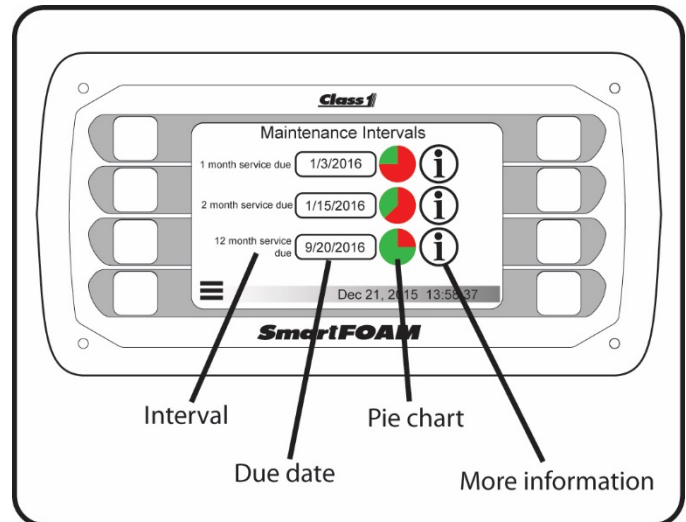 Class 1
Maintenance Intervals
1 month service due 1/3/2016 i
2 month service due 1/15/2016 i
12 month service
due 9/20/2016 i
Dec 21, 2015 13:58:37
SmartFOAM
Interval
Pie chart
Due date
More information